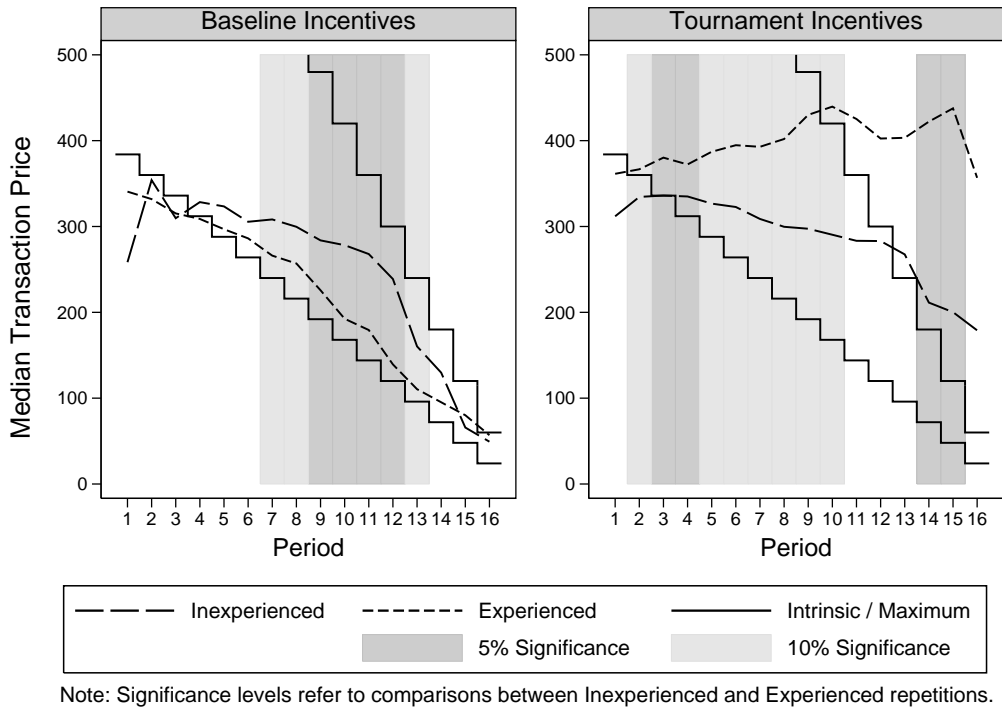 Baseline Incentives
Tournament Incentives
Median Transaction Price
500
400
300
200
100
0
1 2 3 4 5 6 7 8 9 10 11 12 13 14 15 16
Period
500
400
300
200
100
0
1 2 3 4 5 6 7 8 9 10 11 12 13 14 15 16
Period
Inexperienced Experienced Intrinsic / Maximum
5% Significance 10% Significance
Note: Significance levels refer to comparisons between Inexperienced and Experienced repetitions.